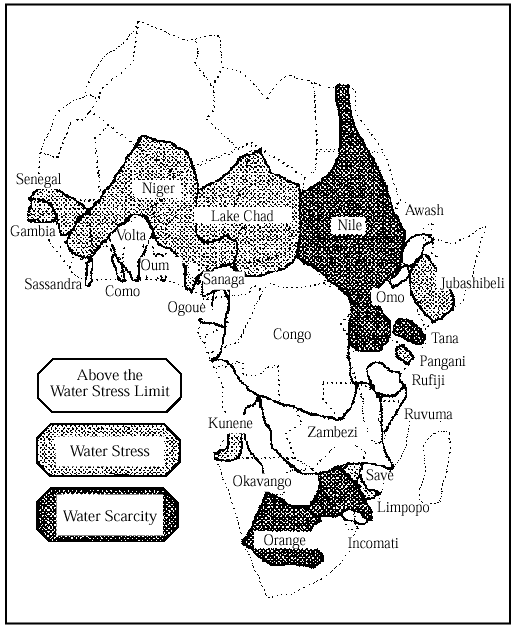 Senegal
Niger
Gambia
Lake Chad
Nile
Awash
Volta
Oum
Sassandra
Como
Sanaga
Ogoué
Omo
Jubashibeli
Congo
Tana
Pangani
Rufiji
Above the
Water Stress Limit
Kunene
Zambezi
Ruvuma
Water Stress
Okavango
Save
Water Scarcity
Limpopo
Orange
Incomati